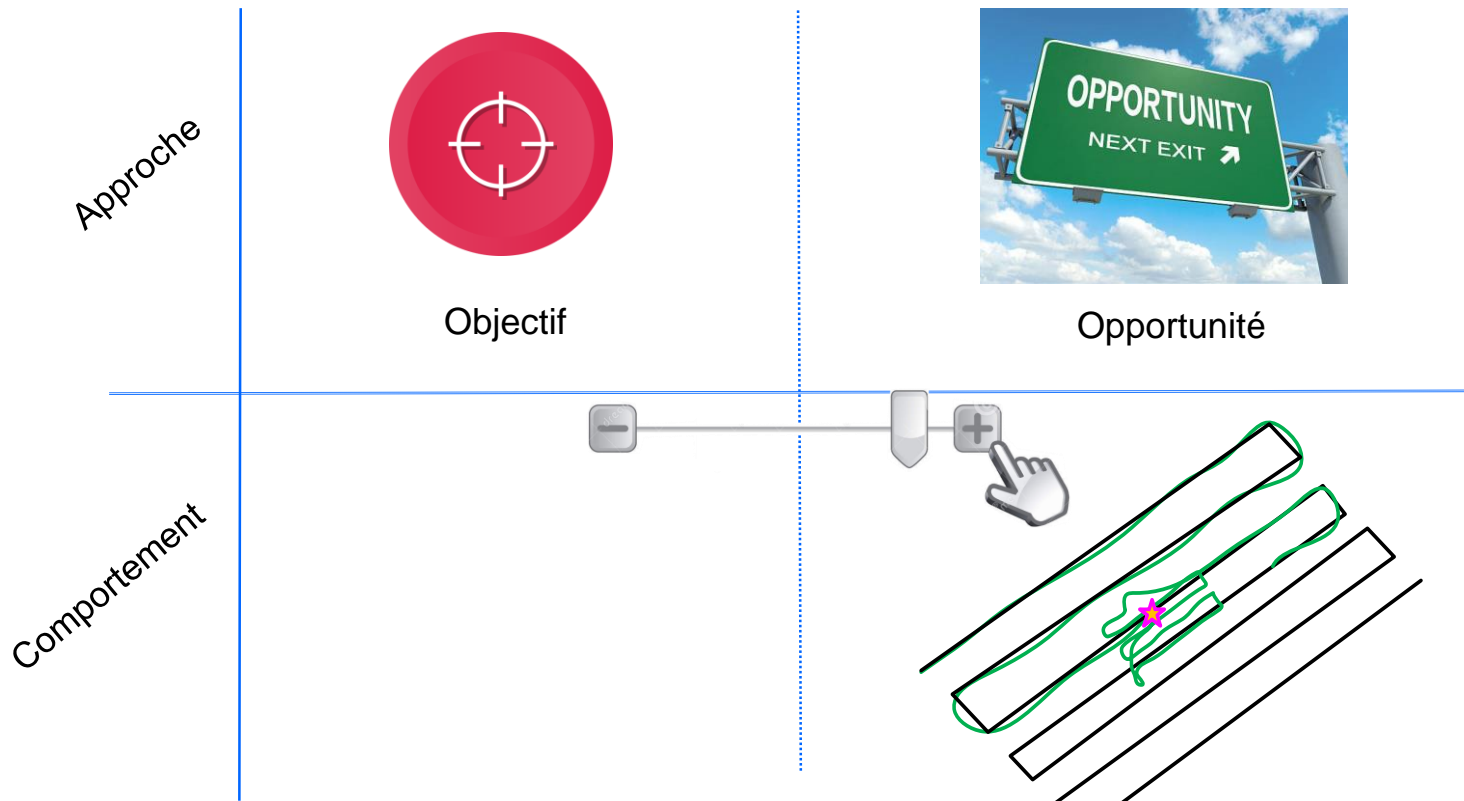 Approche
OPPORTUNITY
NEXT EXIT
Objectif
Opportunité
Comportement